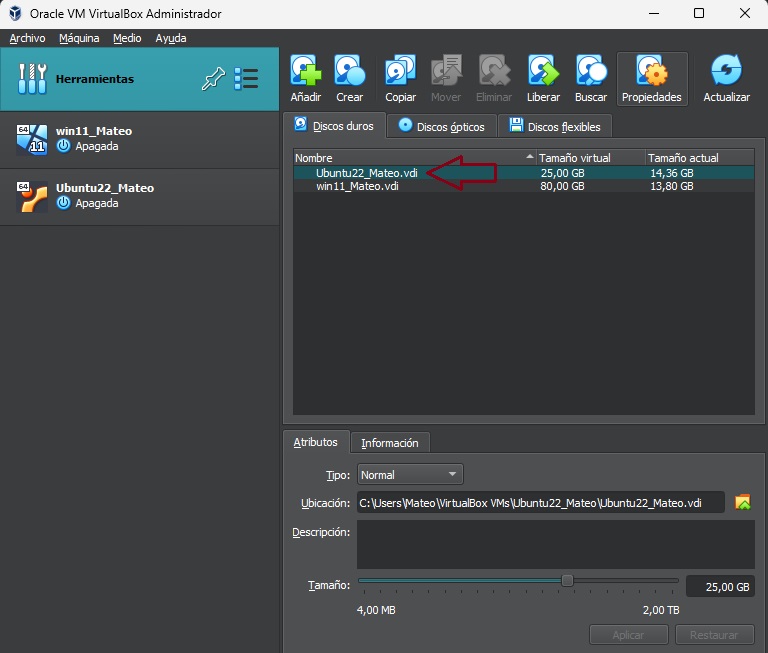 Oracle VM VirtualBox Administrador
Archivo Máquina Medio Ayuda
Herramientas
Añadir Crear Copiar Mover Eliminar Liberar Buscar Propiedades Actualizar
64 win11_Mateo
11 Apagada
64 Ubuntu22_Mateo
Apagada
Discos duros Discos ópticos Discos flexibles
Nombre Tamaño virtual Tamaño actual
Ubuntu22_Mateo.vdi 25,00 GB 14,36 GB
win11_Mateo.vdi 80,00 GB 13,80 GB
Atributos Información
Tipo: Normal
Ubicación: C:\Users\Mateo\VirtualBox VMs\Ubuntu22_Mateo\Ubuntu22_Mateo.vdi
Descripción:
Tamaño: 25,00 GB
4,00 MB 2,00 TB
Aplicar Restaurar